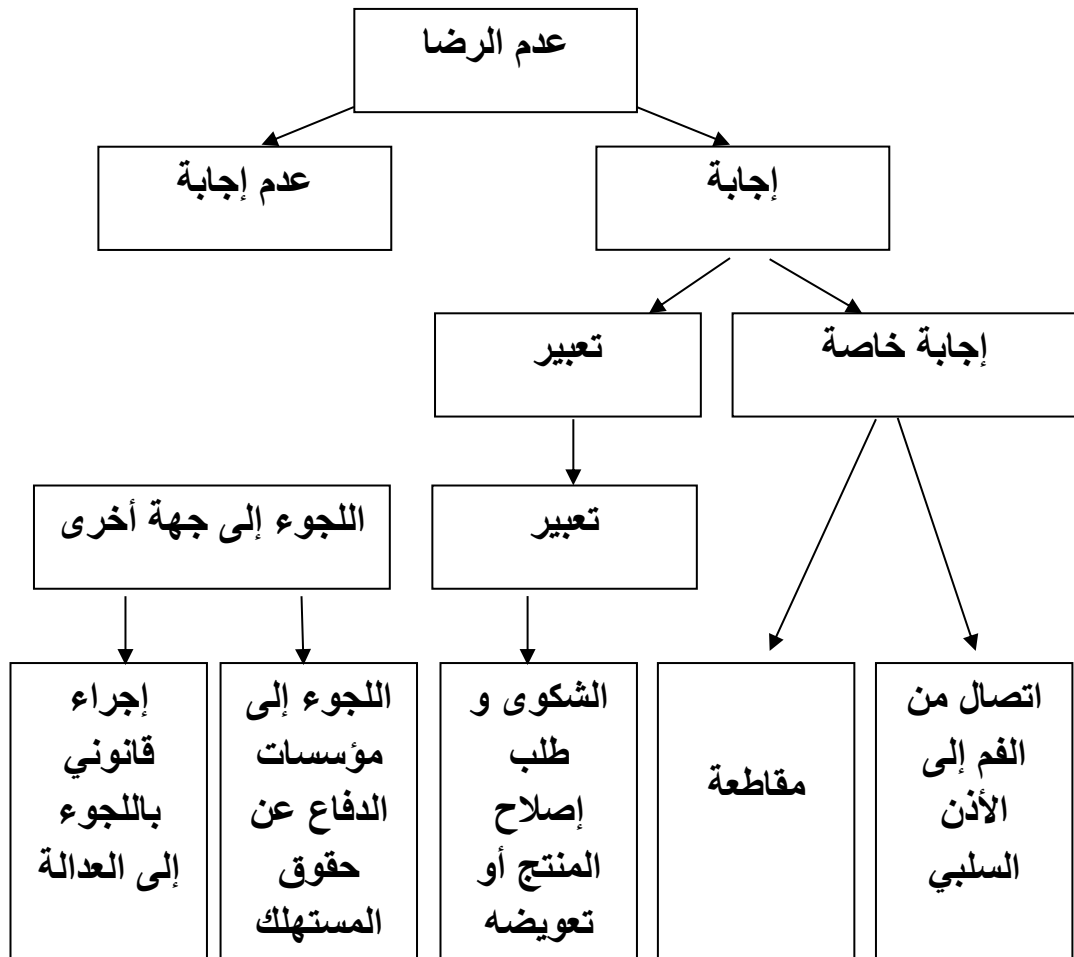 عدم الرضا
إجابة
عدم إجابة
إجابة خاصة
تعبير
تعبير
اللجوء إلى جهة أخرى
اتصال من
الفم إلى
الأذن
السلبي
مقاطعة
الشكوى و
طلب
إصلاح
المنتج أو
تعويضه
اللجوء إلى
مؤسسات
الدفاع عن
حقوق
المستهلك
إجراء
قانوني
باللجوء
إلى العدالة